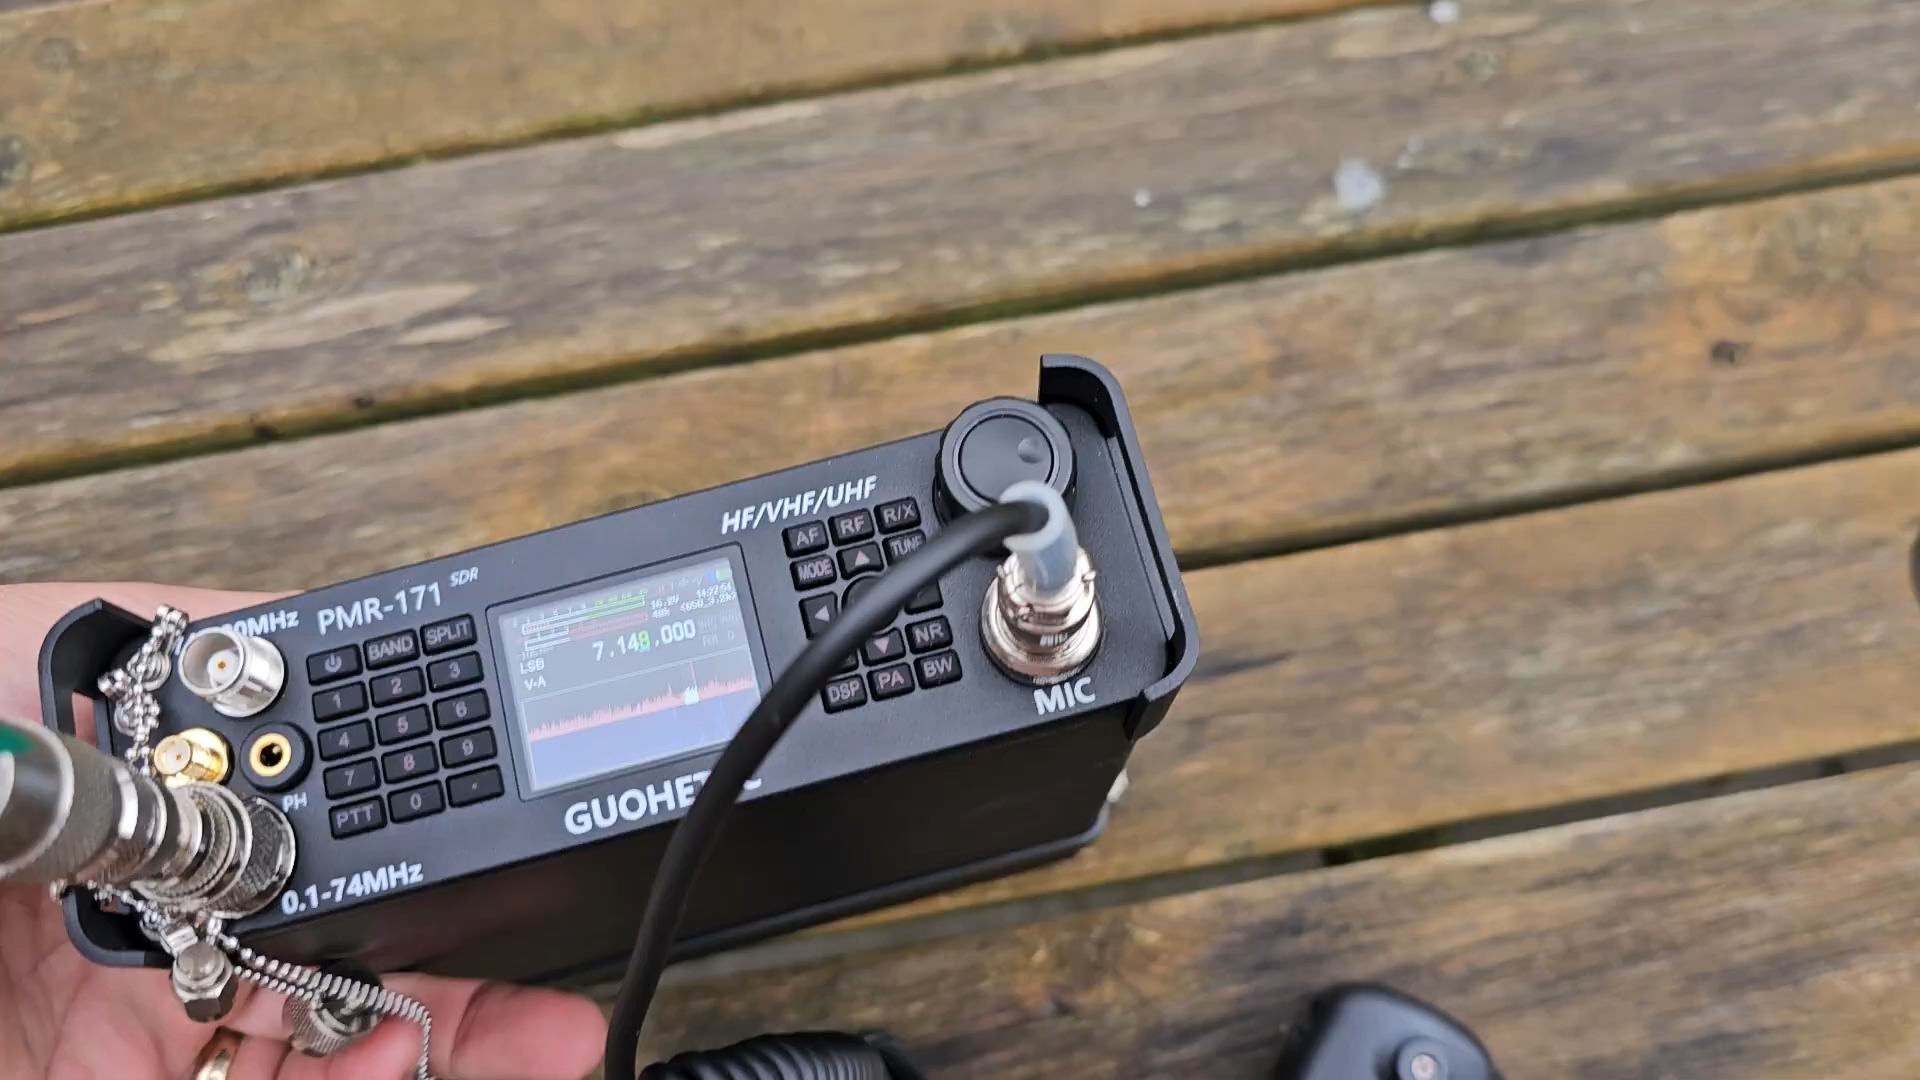 PMR-171 SDR
HF/VHF/UHF
BAND SPLIT
1 2 3
4 5 6
7 8 9
PTT 0 .
PH
0.1-74MHz
LSB
V-A
7.148,000
AF RF R/X
MODE TUNE
NR
DSP PA BW
MIC